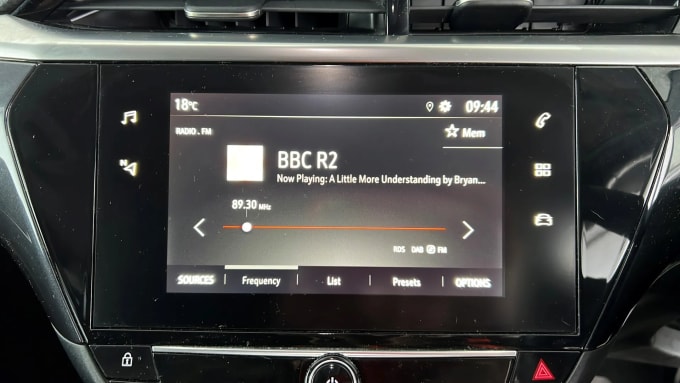 18°C 09:44
RADIO . FM Mem
BBC R2
Now Playing: A Little More Understanding by Bryan...
89.30 MHz
RDS DAB FM
SOURCES Frequency List Presets OPTIONS
N